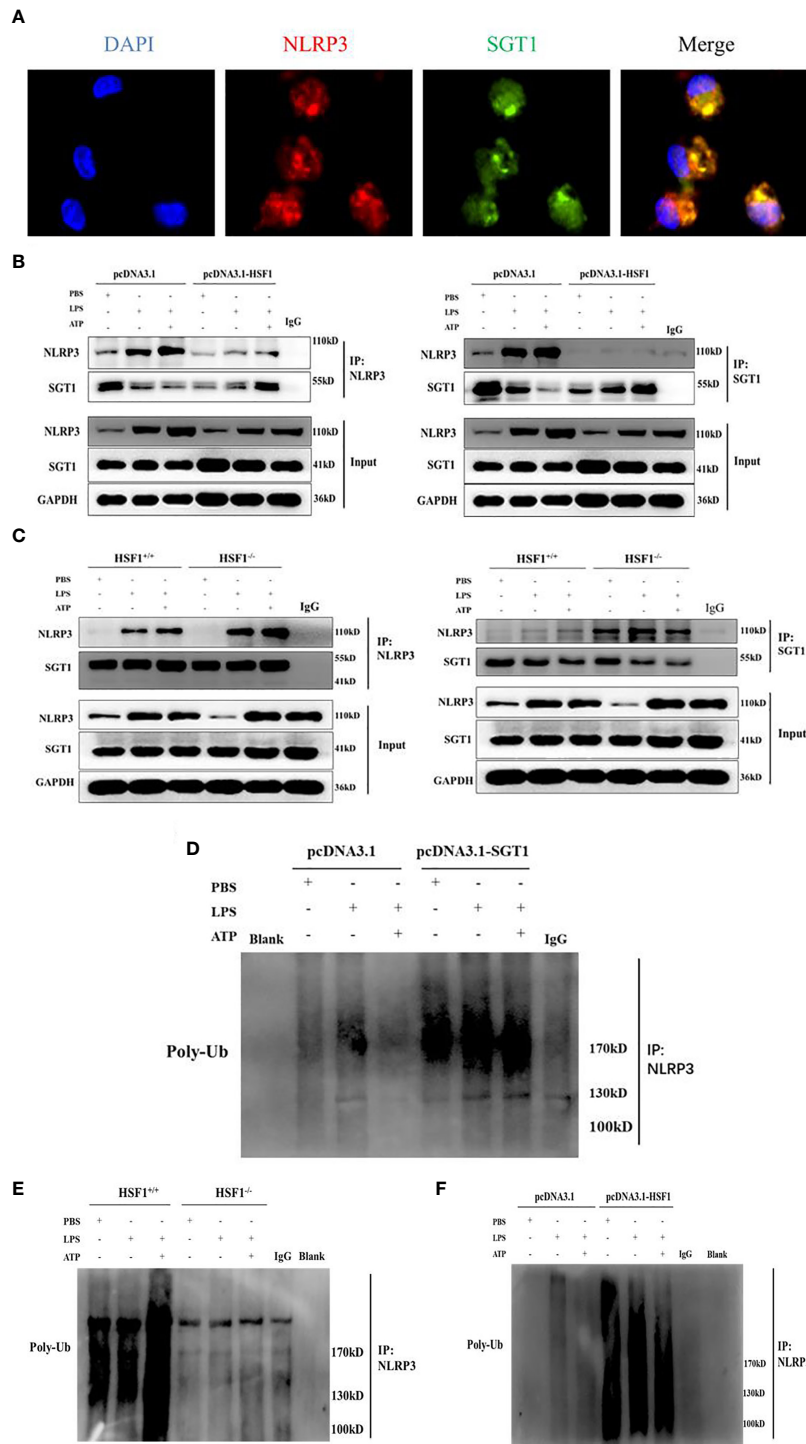 A
DAPI NLRP3 SGT1 Merge
B
pcDNA3.1 pcDNA3.1-HSF1
PBS + - - + - -
LPS - + + - + +
ATP - - + - - + IgG
NLRP3 110kD
SGT1 55kD
IP: NLRP3
NLRP3 110kD
SGT1 41kD
GAPDH 36kD
Input
pcDNA3.1 pcDNA3.1-HSF1
PBS + - - + - -
LPS - + + - + +
ATP - - + - - + IgG
NLRP3 110kD
SGT1 55kD
IP: SGT1
NLRP3 110kD
SGT1 41kD
GAPDH 36kD
Input
C
HSF1+/+ HSF1-/-
PBS + - - + - -
LPS - + + - + +
ATP - - + - - + IgG
NLRP3 110kD
SGT1 55kD
41kD
IP: NLRP3
NLRP3 110kD
SGT1 41kD
GAPDH 36kD
Input
HSF1+/+ HSF1-/-
PBS + - - + - -
LPS - + + - + +
ATP - - + - - + IgG
NLRP3 110kD
SGT1 55kD
IP: SGT1
NLRP3 110kD
SGT1 41kD
GAPDH 36kD
Input
D
pcDNA3.1 pcDNA3.1-SGT1
PBS + - - + - -
LPS - + + - + +
ATP Blank - - + - - + IgG
Poly-Ub
170kD
130kD
100kD
IP: NLRP3
E
HSF1+/+ HSF1-/-
PBS + - - + - -
LPS - + + - + +
ATP - - + - - + IgG Blank
Poly-Ub
170kD
130kD
100kD
IP: NLRP3
F
pcDNA3.1 pcDNA3.1-HSF1
PBS + - - + - -
LPS - + + - + +
ATP - - + - - + IgG Blank
Poly-Ub
170kD
130kD
100kD
IP:
NLRP